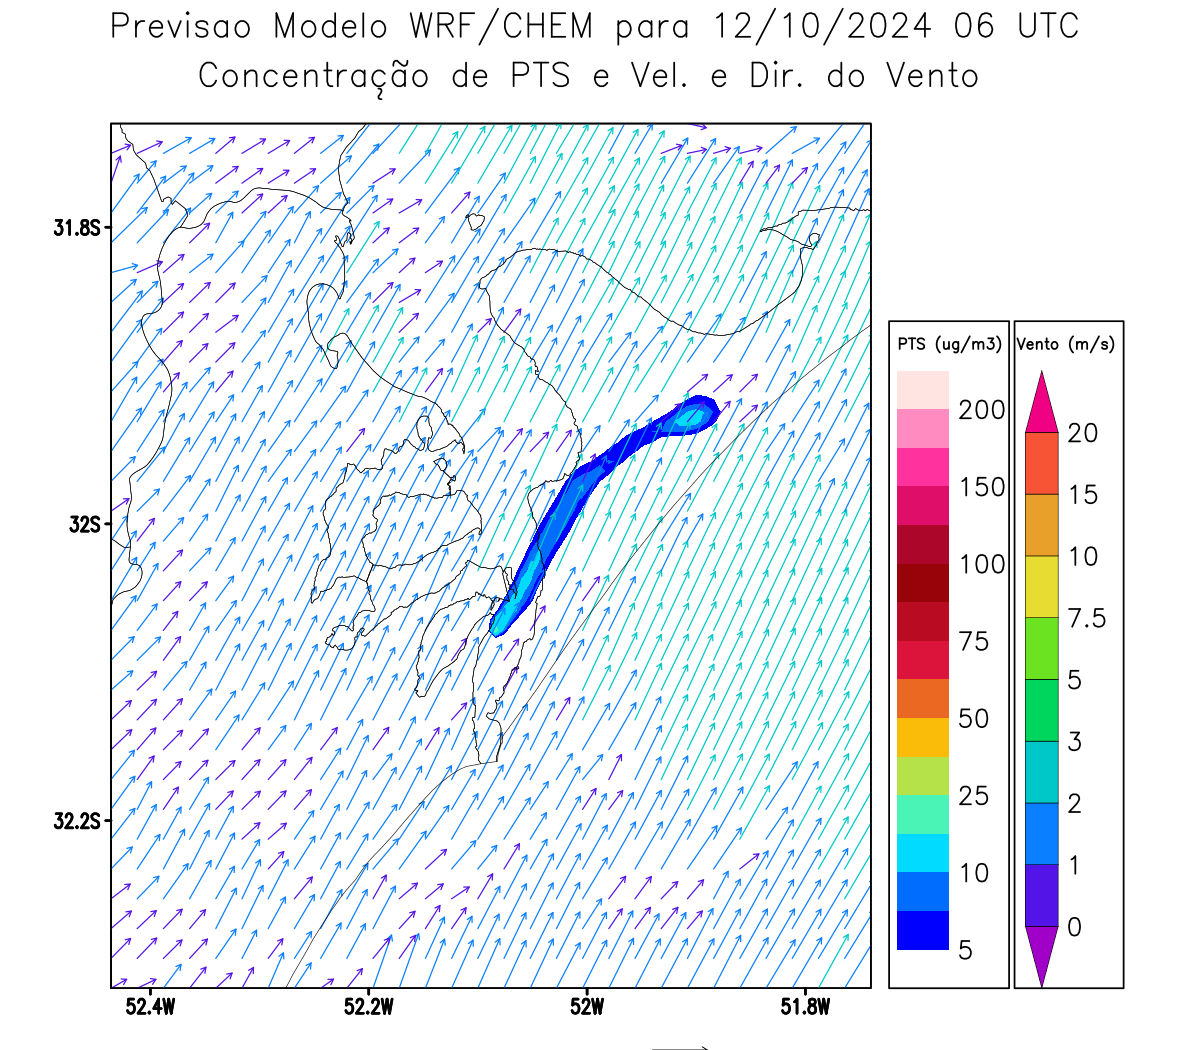 Previsao Modelo WRF/CHEM para 12/10/2024 06 UTC
Concentração de PTS e Vel. e Dir. do Vento
31.8S
32S
32.2S
52.4W
52.2W
52W
51.8W
PTS (ug/m3)
200
150
100
75
50
25
10
5
Vento (m/s)
20
15
10
7.5
5
3
2
1
0